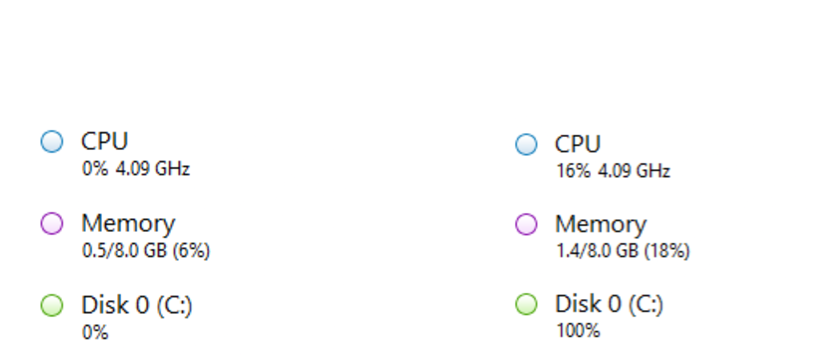 CPU
0% 4.09 GHz
Memory
0.5/8.0 GB (6%)
Disk 0 (C:)
0%
CPU
16% 4.09 GHz
Memory
1.4/8.0 GB (18%)
Disk 0 (C:)
100%